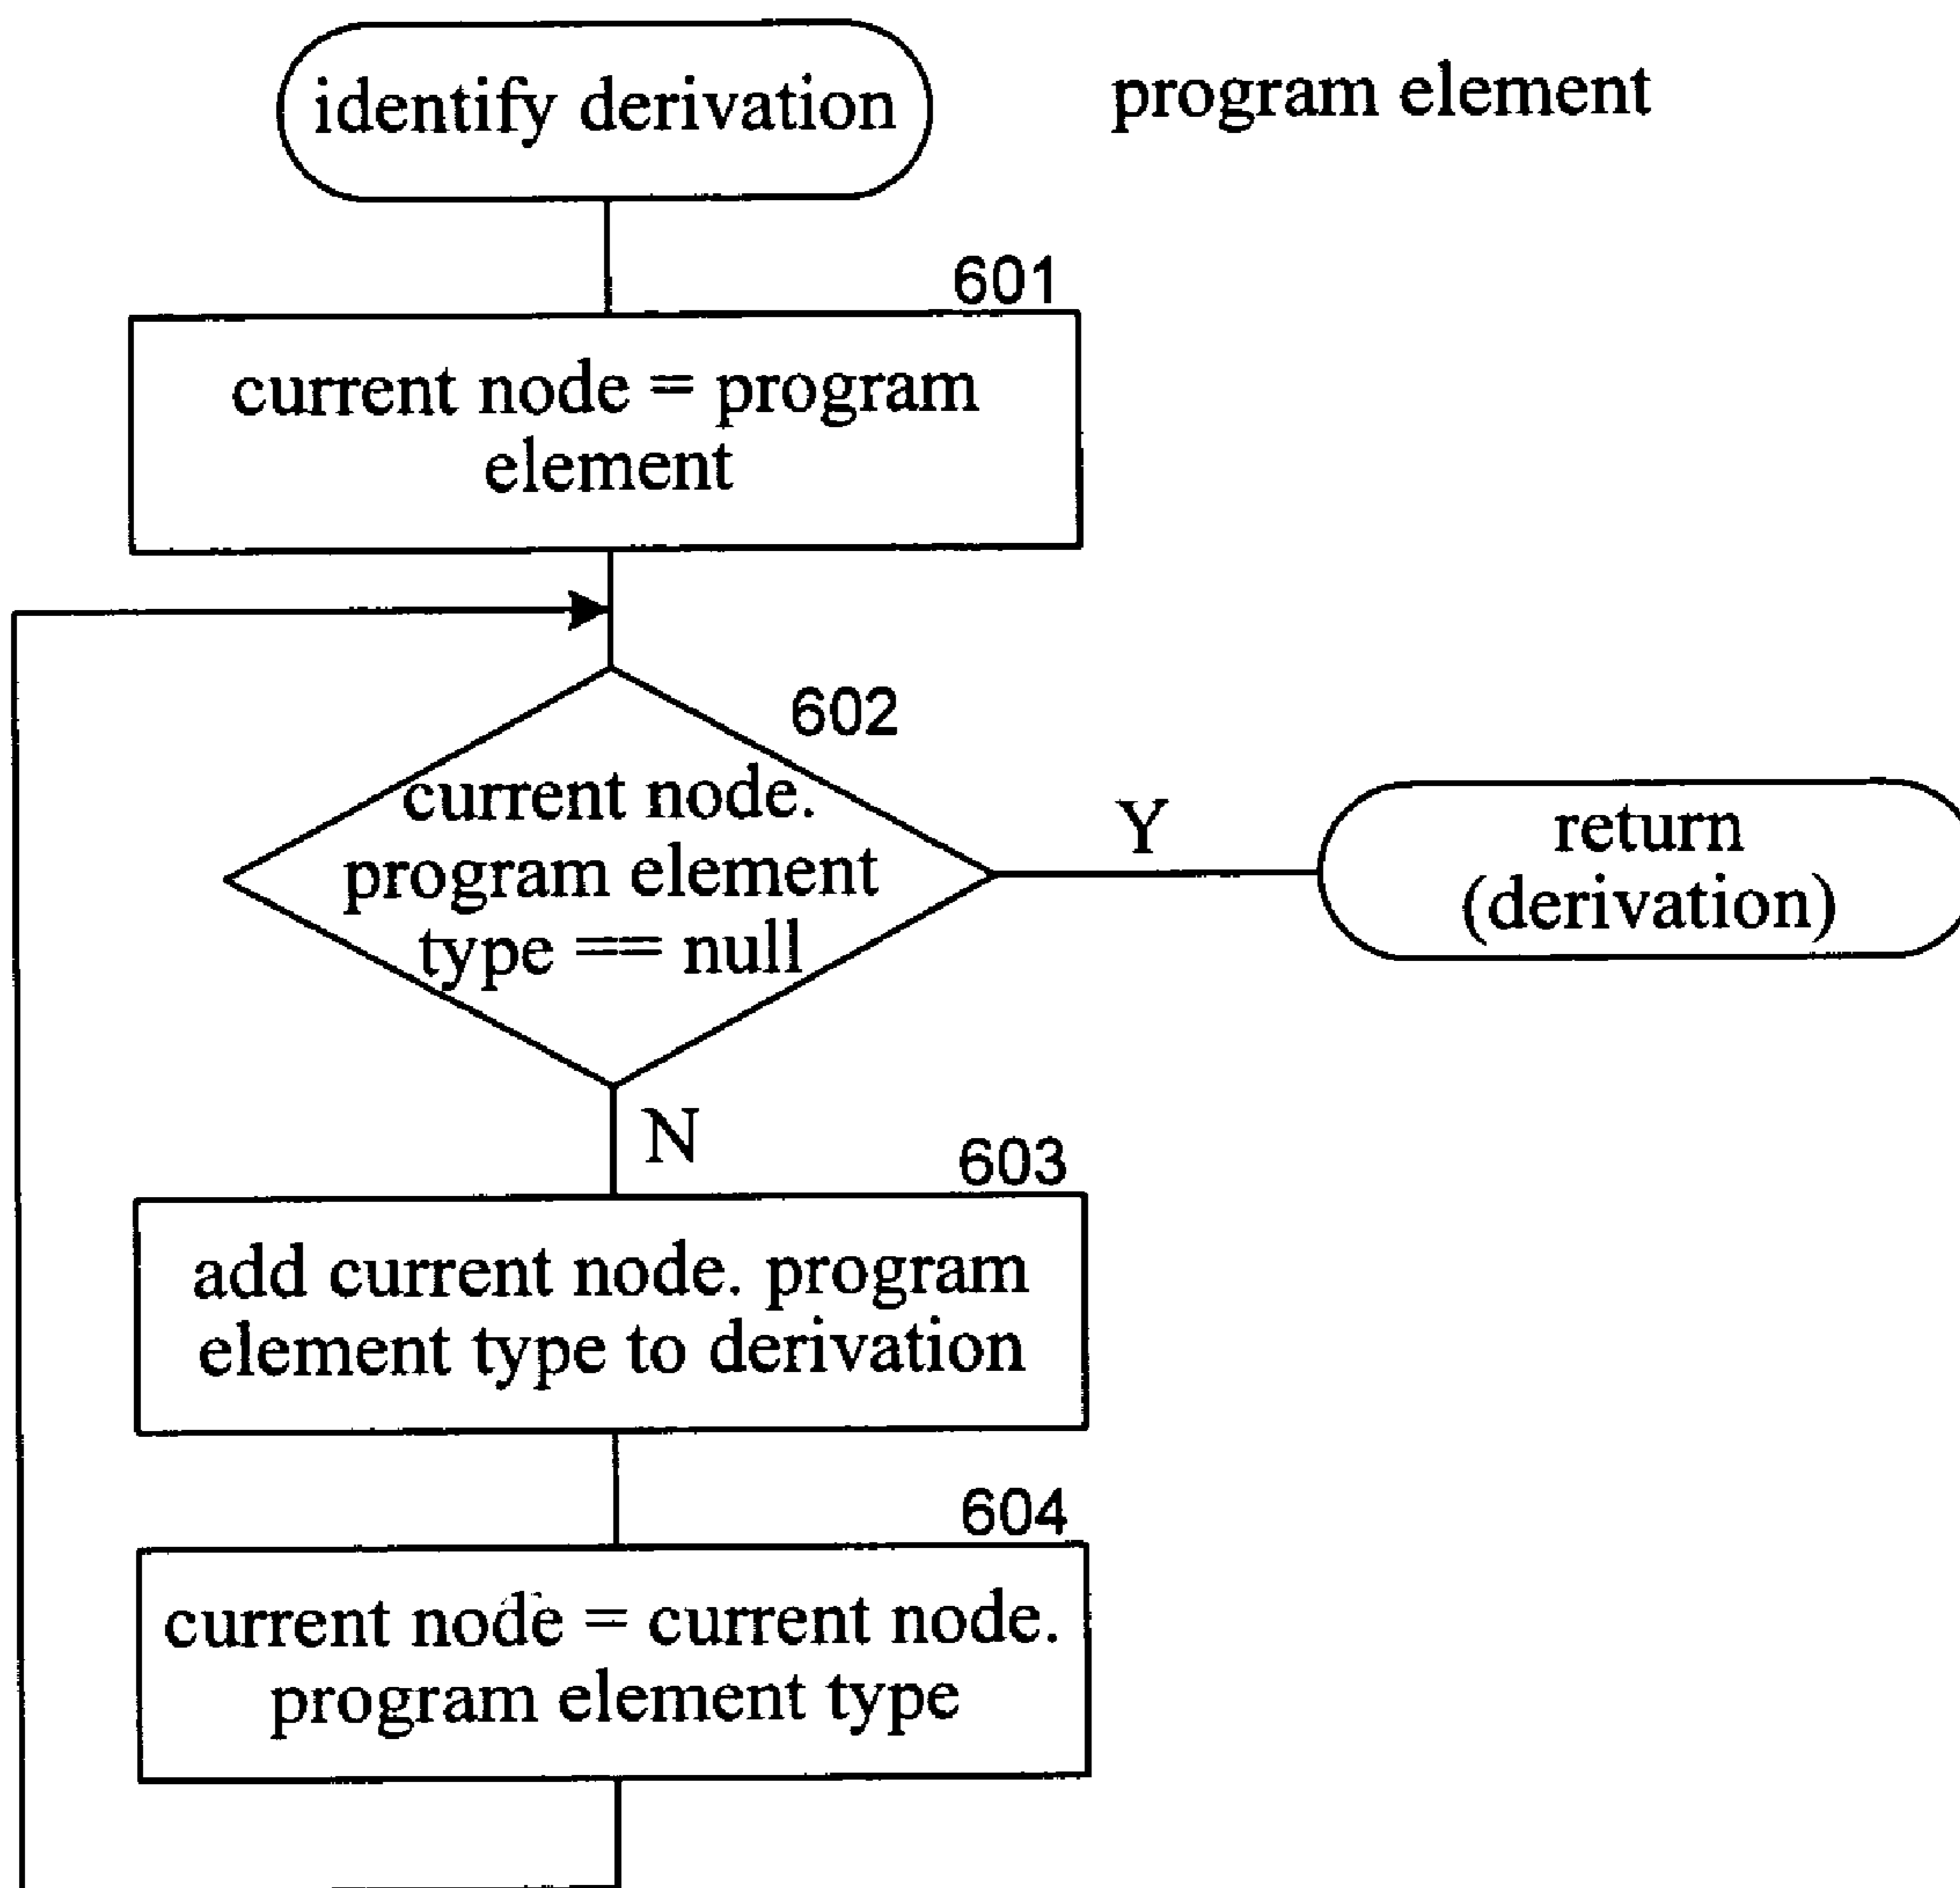 identify derivation
program element
601
current node = program
element
602
current node.
program element
type == null
Y
return
(derivation)
N
603
add current node. program
element type to derivation
604
current node = current node.
program element type